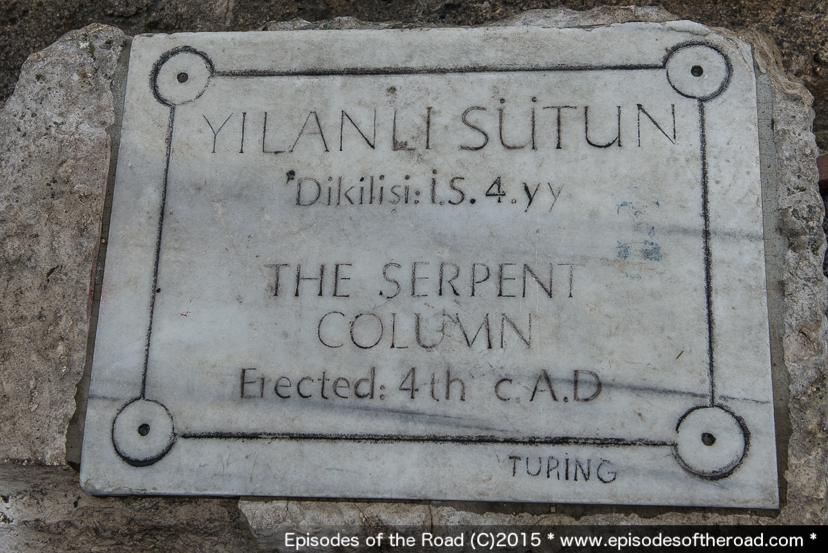 YILANLI SÜTUN
Dikilişi: İ.S. 4. yy
THE SERPENT
COLUMN
Erected: 4th c. A.D
TURING
Episodes of the Road (C)2015 * www.episodesoftheroad.com *